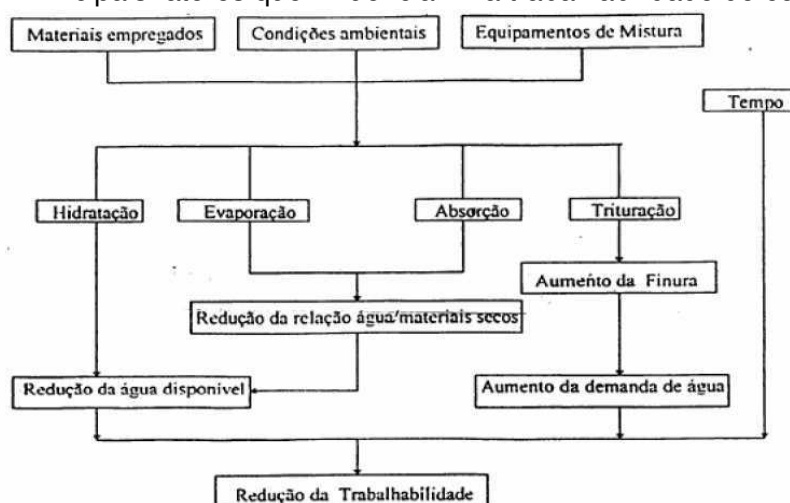 Materiais empregados
Condições ambientais
Equipamentos de Mistura
Tempo
Hidratação
Evaporação
Absorção
Trituração
Aumento da Finura
Redução da relação água/materiais secos
Redução da água disponivel
Aumento da demanda de água
Redução da Trabalhabilidade